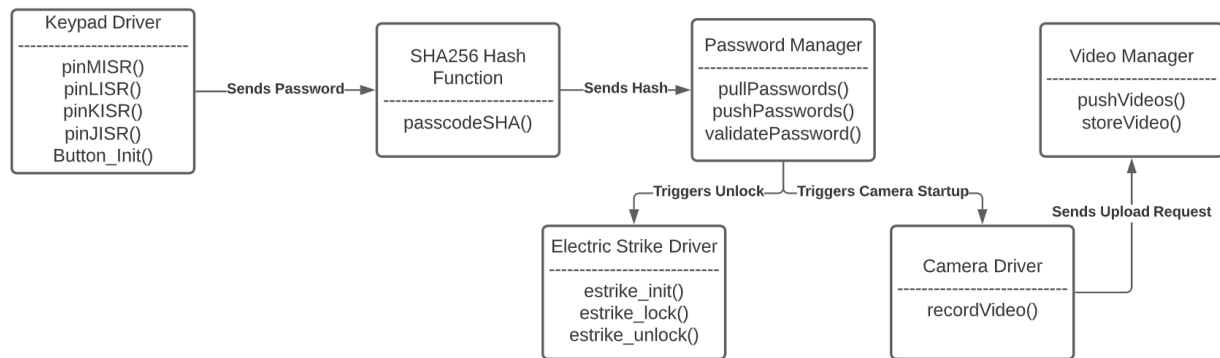 Keypad Driver
pinMISR()
pinLISR()
pinKISR()
pinJISR()
Button_Init()
Sends Password
SHA256 Hash
Function
passcodeSHA()
Sends Hash
Password Manager
pullPasswords()
pushPasswords()
validatePassword()
Video Manager
pushVideos()
storeVideo()
Triggers Unlock
Triggers Camera Startup
Sends Upload Request
Electric Strike Driver
estrike_init()
estrike_lock()
estrike_unlock()
Camera Driver
recordVideo()